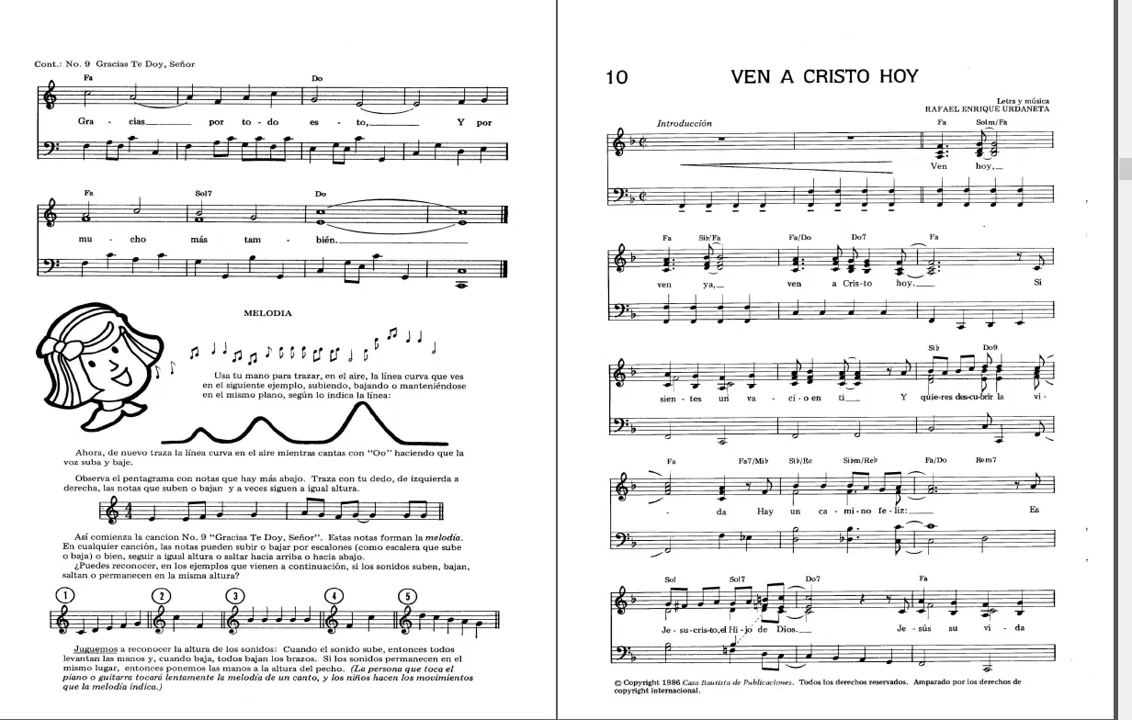 Cont.: No. 9 Gracias Te Doy, Señor
Fa Do
Gra - cias____ por to - do es - to,____ Y por
Fa Sol7 Do
mu - cho más tam - bién.____
MELODIA
Usa tu mano para trazar, en el aire, la línea curva que ves
en el siguiente ejemplo, subiendo, bajando o manteniéndose
en el mismo plano, según lo indica la línea:
Ahora, de nuevo traza la línea curva en el aire mientras cantas con "Oo" haciendo que la
voz suba y baje.
Observa el pentagrama con notas que hay más abajo. Traza con tu dedo, de izquierda a
derecha, las notas que suben o bajan y a veces siguen a igual altura.
Así comienza la cancion No. 9 "Gracias Te Doy, Señor". Estas notas forman la melodía.
En cualquier canción, las notas pueden subir o bajar por escalones (como escalera que sube
o baja) o bien, seguir a igual altura o saltar hacia arriba o hacia abajo.
¿Puedes reconocer, en los ejemplos que vienen a continuación, si los sonidos suben, bajan,
saltan o permanecen en la misma altura?
1 2 3 4 5
Juguemos a reconocer la altura de los sonidos: Cuando el sonido sube, entonces todos
levantan las manos y, cuando baja, todos bajan los brazos. Si los sonidos permanecen en el
mismo lugar, entonces ponemos las manos a la altura del pecho. (La persona que toca el
piano o guitarra tocará lentamente la melodía de un canto, y los niños hacen los movimientos
que la melodía indica.)
10 VEN A CRISTO HOY
Letra y música
RAFAEL ENRIQUE URDANETA
Introducción Fa Solm/Fa
Ven hoy,__
Fa Sib/Fa Fa/Do Do7 Fa
ven ya,__ ven a Cris-to hoy.____ Si
Sib Do9
sien - tes un va - cí - o en ti__ Y quie-res des-cu-brir la vi-
Fa Fa7/Mib Sib/Re Sibm/Reb Fa/Do Rem7
- da Hay un ca - mi - no fe - liz:____ Es
Sol Sol7 Do7 Fa
Je - su-cris-to, el Hi - jo de Dios.__ Je - sús su vi - da
© Copyright 1986 Casa Bautista de Publicaciones. Todos los derechos reservados. Amparado por los derechos de
copyright internacional.